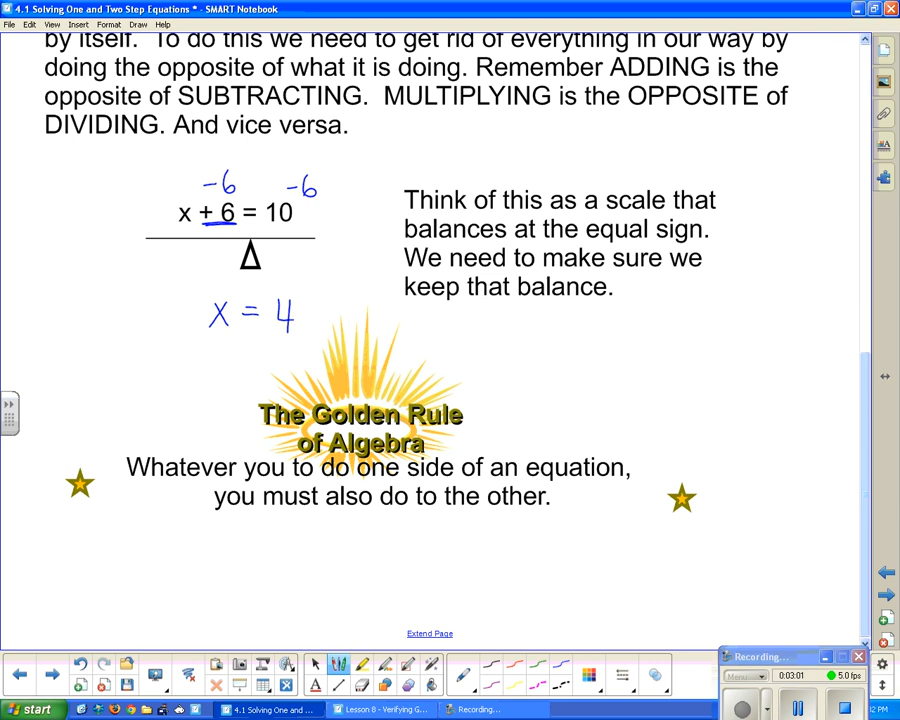 4.1 Solving One and Two Step Equations * - SMART Notebook
File Edit View Insert Format Draw Help
by itself. To do this we need to get rid of everything in our way by
doing the opposite of what it is doing. Remember ADDING is the
opposite of SUBTRACTING. MULTIPLYING is the OPPOSITE of
DIVIDING. And vice versa.
-6 -6
x + 6 = 10
x = 4
Think of this as a scale that
balances at the equal sign.
We need to make sure we
keep that balance.
The Golden Rule
of Algebra
Whatever you to do one side of an equation,
you must also do to the other.
Extend Page
Recording...
Menu
0:03:01 5.0 fps
start
4.1 Solving One and ...
Lesson 8 - Verifying G...
Recording...
:12 PM